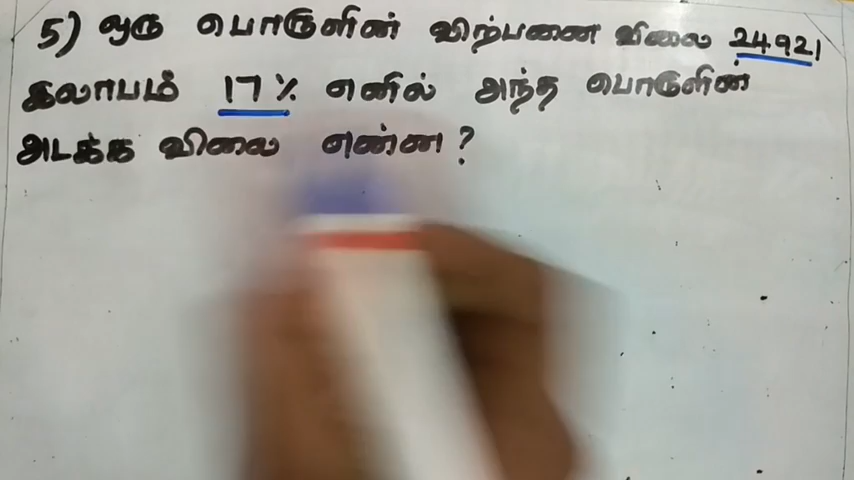 5) ஒரு பொருளின் விற்பனை விலை 24921
இலாபம் 17% எனில் அந்த பொருளின்
அடக்க விலை என்ன?